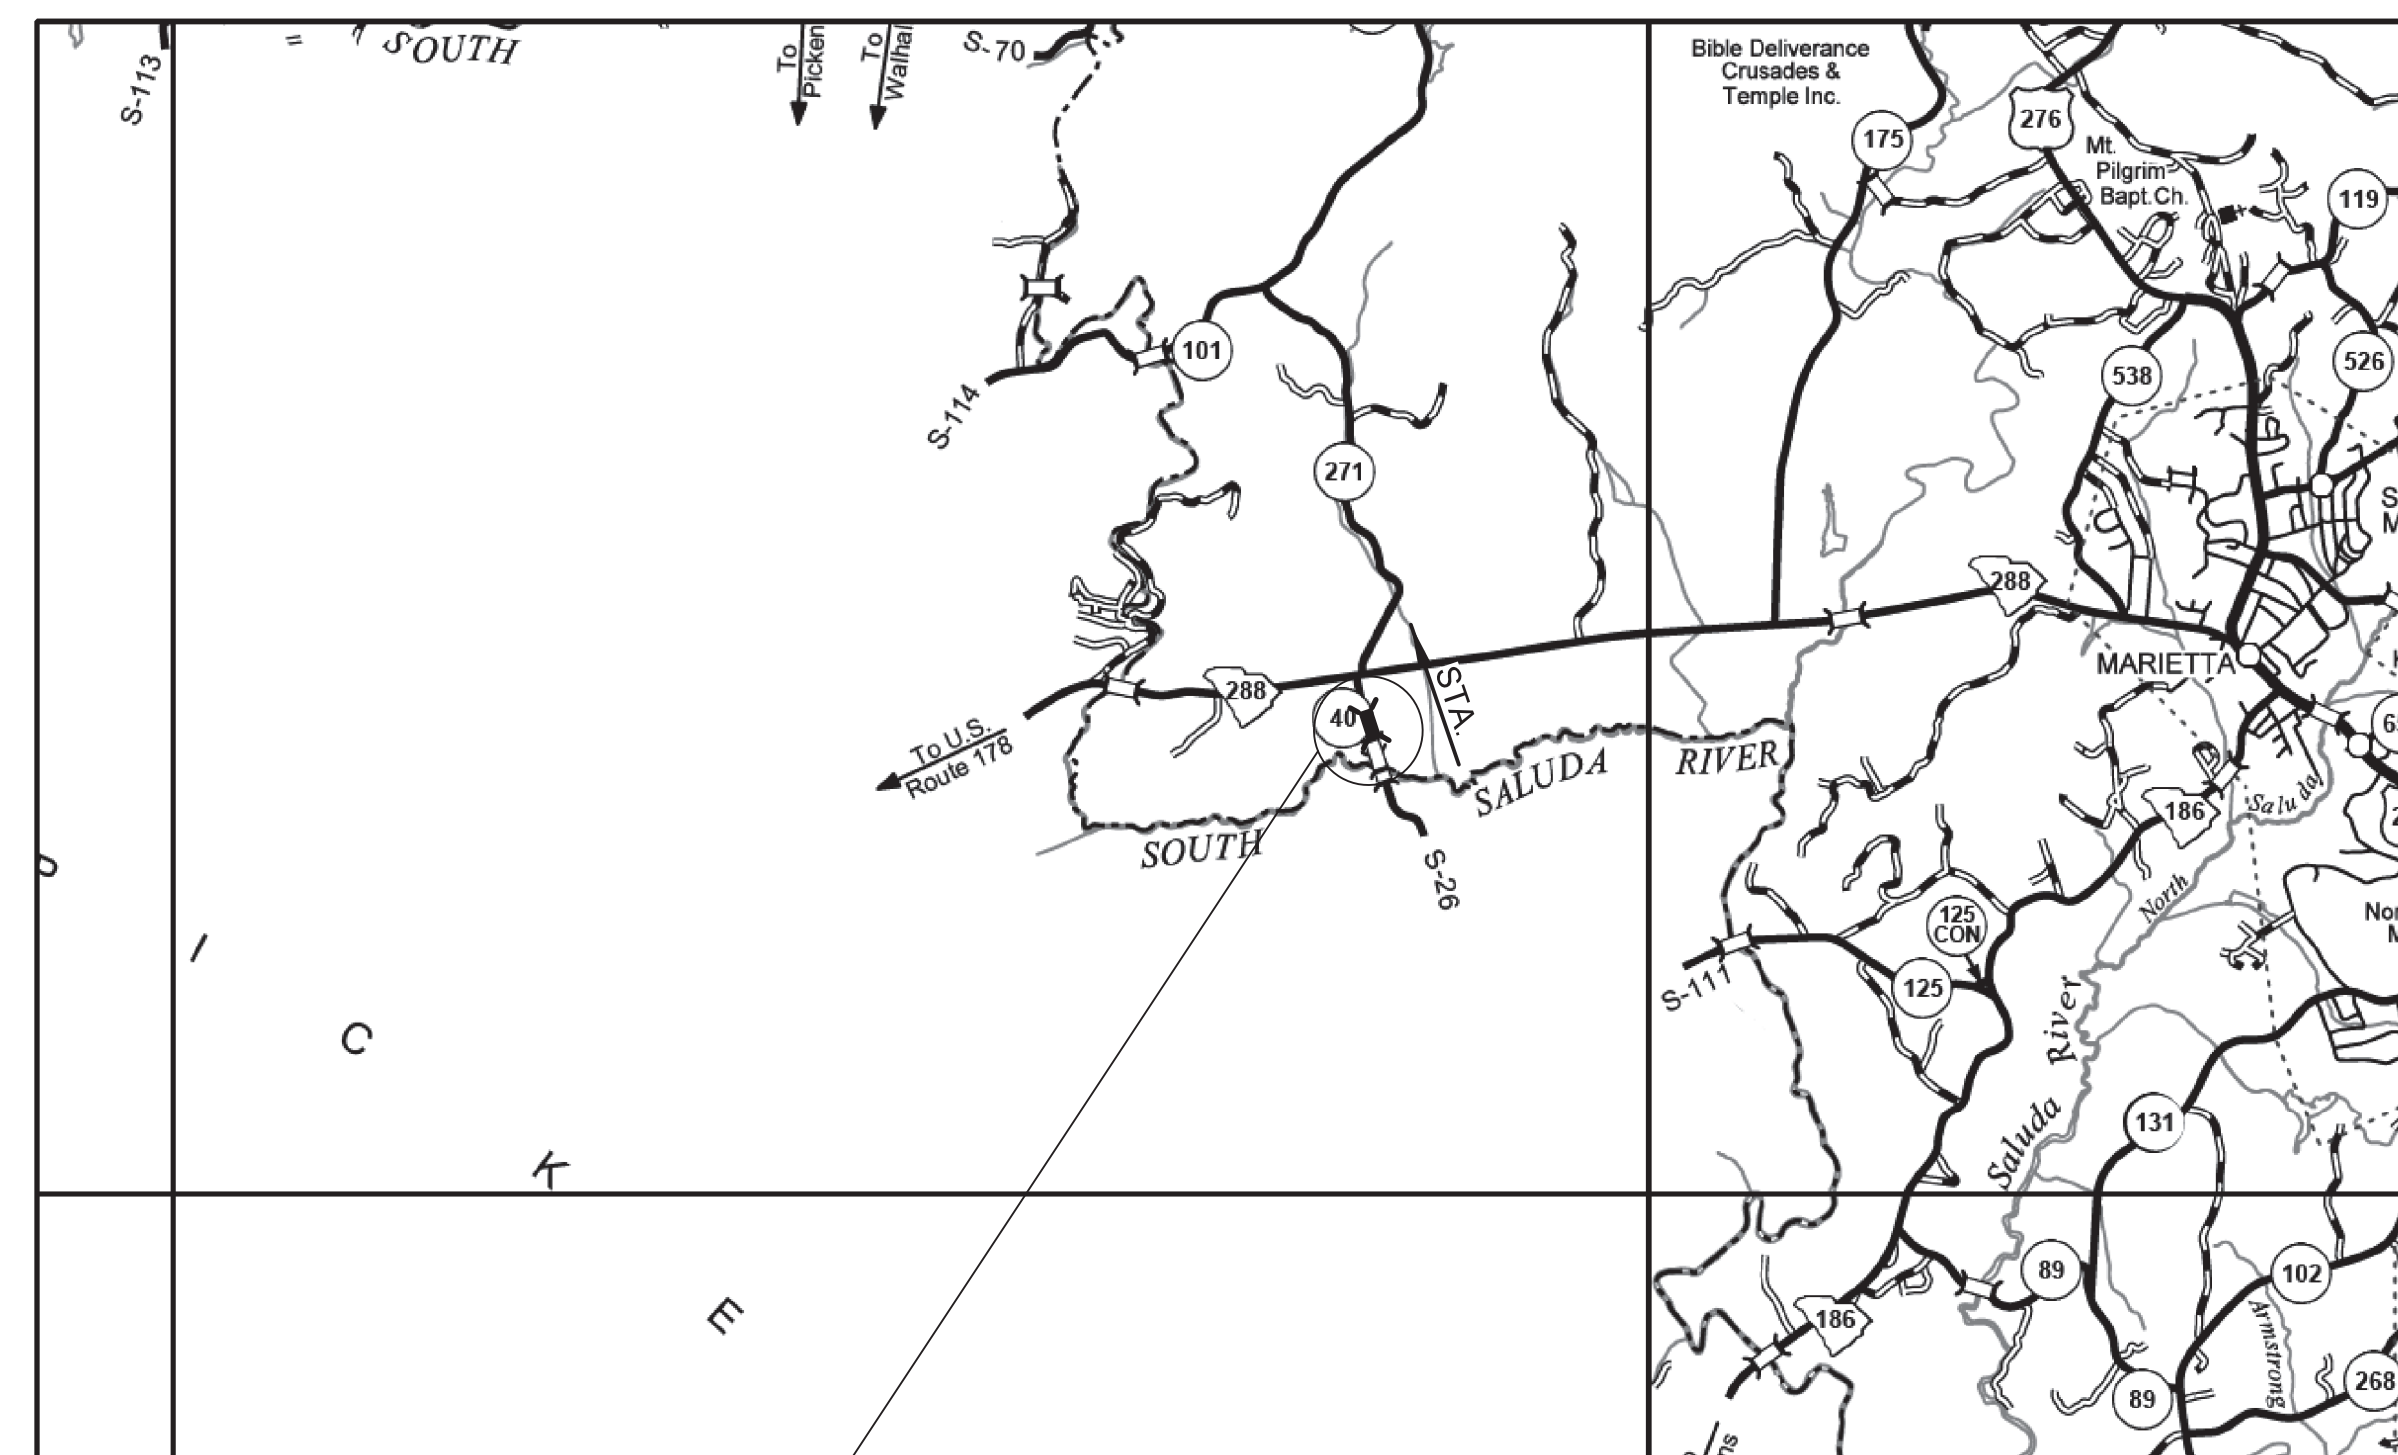 S-113
SOUTH
To
Picken
To
Walhal
S-70
Bible Deliverance
Crusades &
Temple Inc.
175
276
Mt.
Pilgrim
Bapt.Ch.
119
101
S-114
271
538
526
S
M
288
288
MARIETTA
STA.
40
To U.S.
Route 178
SALUDA
RIVER
SOUTH
S-26
186
Saluda
North
125
CON
Nor
M
S-111
125
River
I
C
K
E
131
Saluda
89
102
186
Armstrong
268
89